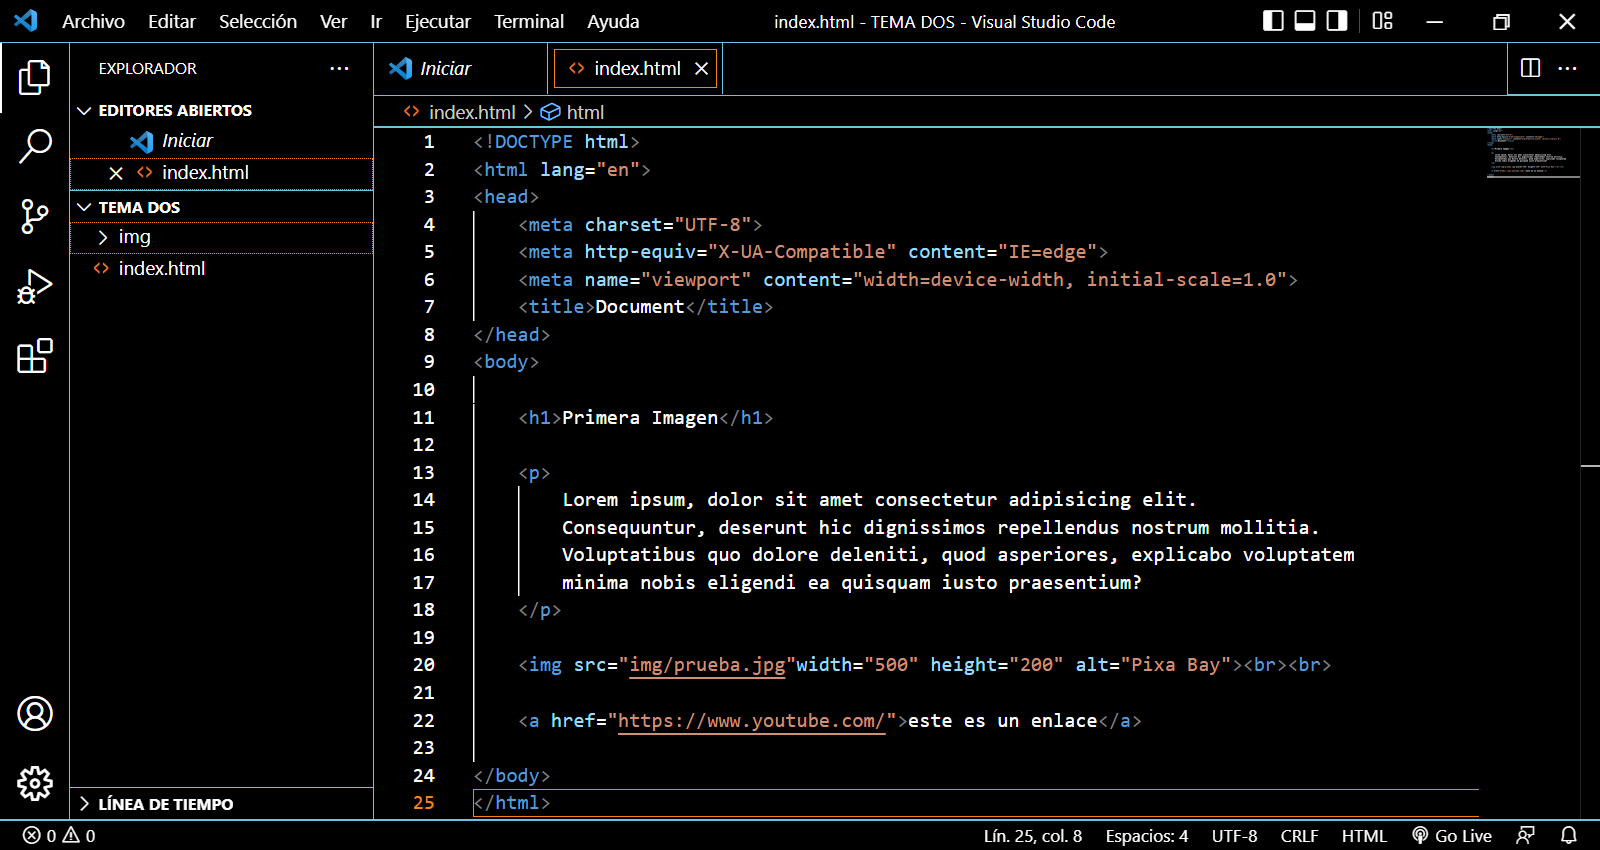 Archivo Editar Selección Ver Ir Ejecutar Terminal Ayuda index.html - TEMA DOS - Visual Studio Code
EXPLORADOR
EDITORES ABIERTOS
Iniciar
index.html
TEMA DOS
img
index.html
LÍNEA DE TIEMPO
Iniciar index.html
index.html > html
1 <!DOCTYPE html>
2 <html lang="en">
3 <head>
4 <meta charset="UTF-8">
5 <meta http-equiv="X-UA-Compatible" content="IE=edge">
6 <meta name="viewport" content="width=device-width, initial-scale=1.0">
7 <title>Document</title>
8 </head>
9 <body>
10
11 <h1>Primera Imagen</h1>
12
13 <p>
14 Lorem ipsum, dolor sit amet consectetur adipisicing elit.
15 Consequuntur, deserunt hic dignissimos repellendus nostrum mollitia.
16 Voluptatibus quo dolore deleniti, quod asperiores, explicabo voluptatem
17 minima nobis eligendi ea quisquam iusto praesentium?
18 </p>
19
20 <img src="img/prueba.jpg"width="500" height="200" alt="Pixa Bay"><br><br>
21
22 <a href="https://www.youtube.com/">este es un enlace</a>
23
24 </body>
25 </html>
0 0 Lín. 25, col. 8 Espacios: 4 UTF-8 CRLF HTML Go Live